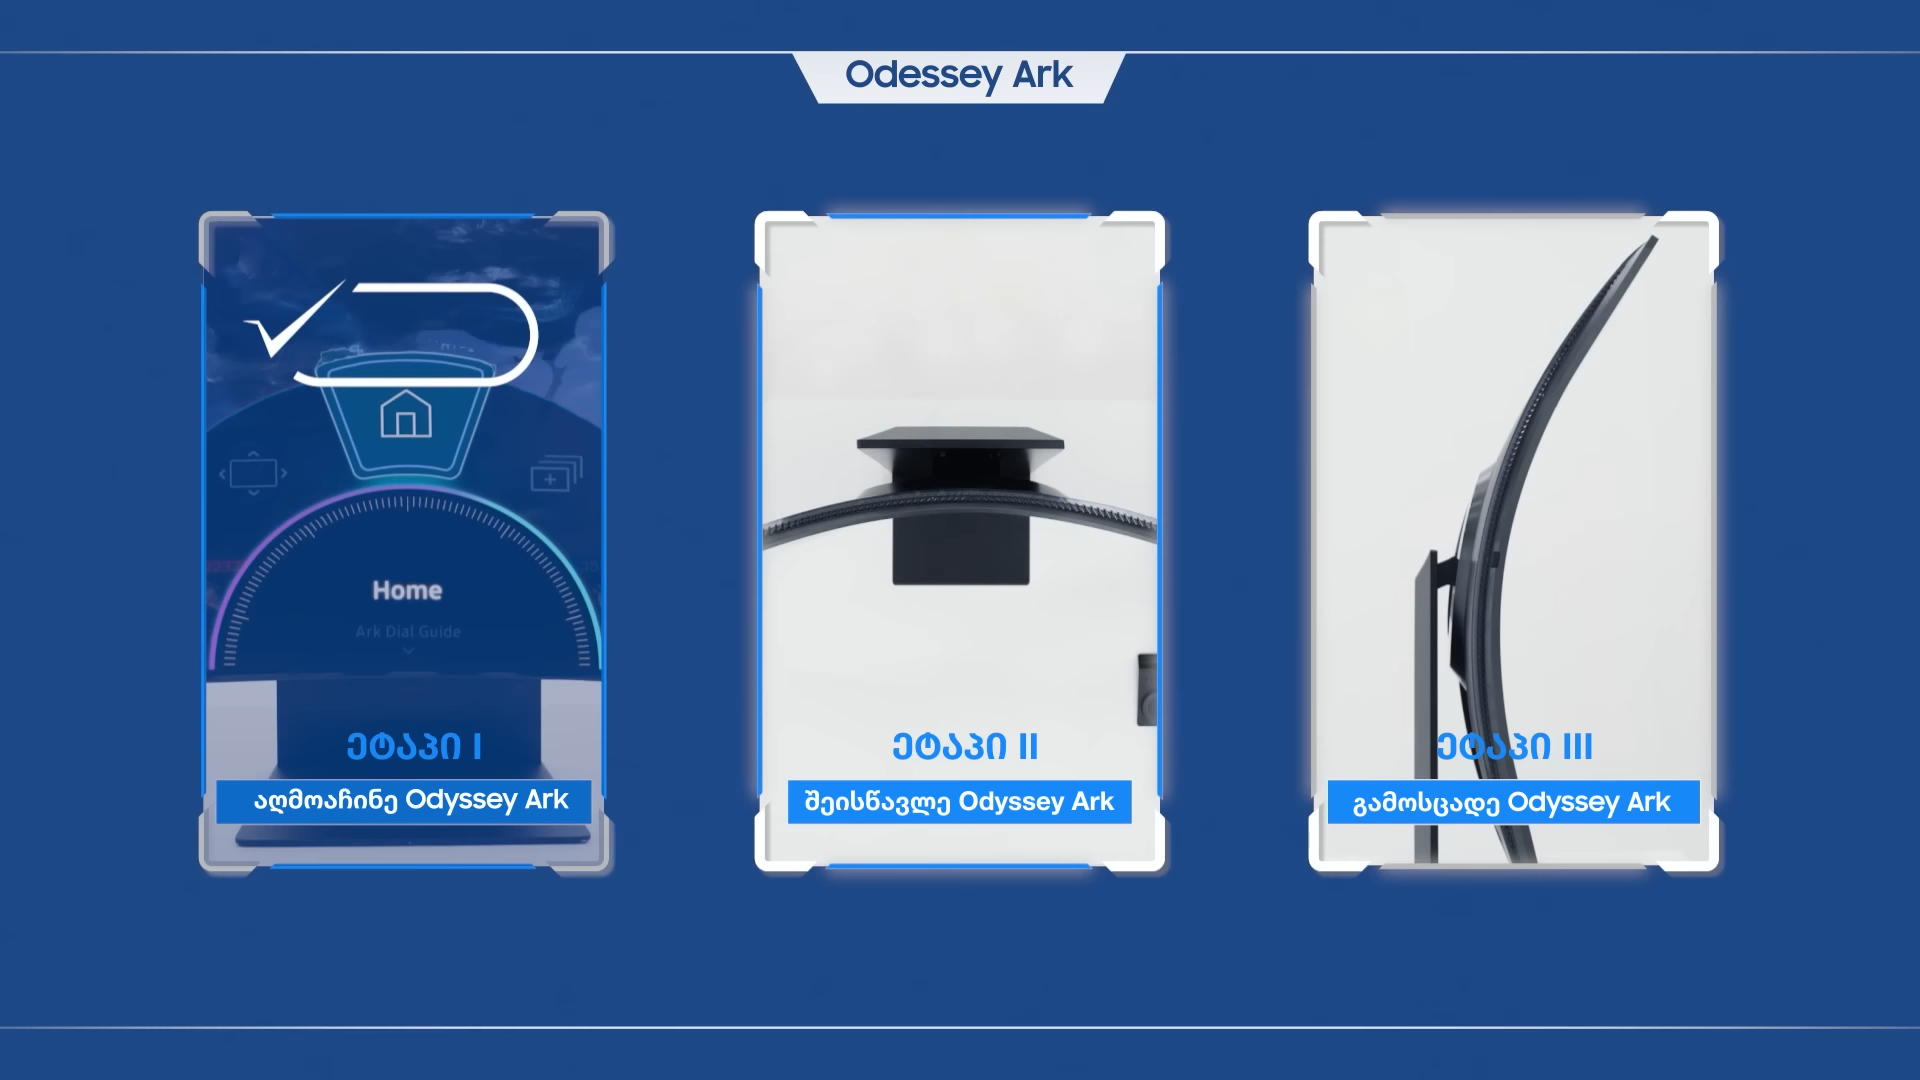 Odessey Ark
Home
Ark Dial Guide
ეტაპი I
აღმოაჩინე Odyssey Ark
ეტაპი II
შეისწავლე Odyssey Ark
ეტაპი III
გამოსცადე Odyssey Ark